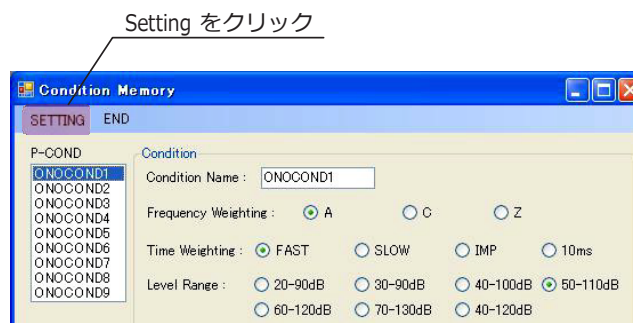 Setting をクリック
Condition Memory
SETTING END
P-COND
ONOCOND1
ONOCOND2
ONOCOND3
ONOCOND4
ONOCOND5
ONOCOND6
ONOCOND7
ONOCOND8
ONOCOND9
Condition
Condition Name : ONOCOND1
Frequency Weighting : A C Z
Time Weighting : FAST SLOW IMP 10ms
Level Range : 20-90dB 30-90dB 40-100dB 50-110dB
60-120dB 70-130dB 40-120dB